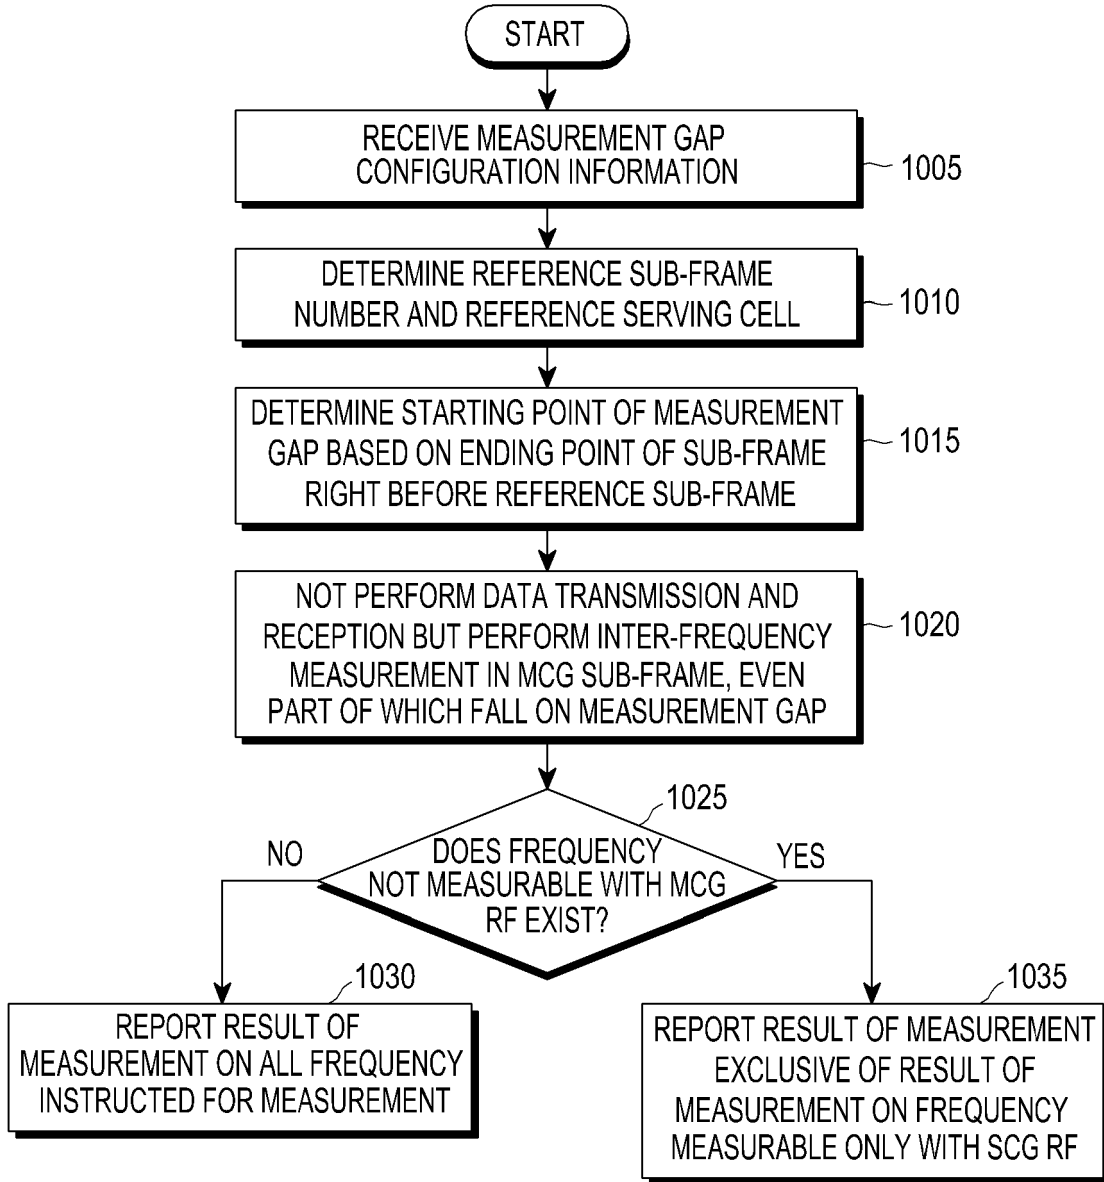 START
RECEIVE MEASUREMENT GAP
CONFIGURATION INFORMATION
1005
DETERMINE REFERENCE SUB-FRAME
NUMBER AND REFERENCE SERVING CELL
1010
DETERMINE STARTING POINT OF MEASUREMENT
GAP BASED ON ENDING POINT OF SUB-FRAME
RIGHT BEFORE REFERENCE SUB-FRAME
1015
NOT PERFORM DATA TRANSMISSION AND
RECEPTION BUT PERFORM INTER-FREQUENCY
MEASUREMENT IN MCG SUB-FRAME, EVEN
PART OF WHICH FALL ON MEASUREMENT GAP
1020
1025
DOES FREQUENCY
NOT MEASURABLE WITH MCG
RF EXIST?
NO
YES
1030
REPORT RESULT OF
MEASUREMENT ON ALL FREQUENCY
INSTRUCTED FOR MEASUREMENT
1035
REPORT RESULT OF MEASUREMENT
EXCLUSIVE OF RESULT OF
MEASUREMENT ON FREQUENCY
MEASURABLE ONLY WITH SCG RF